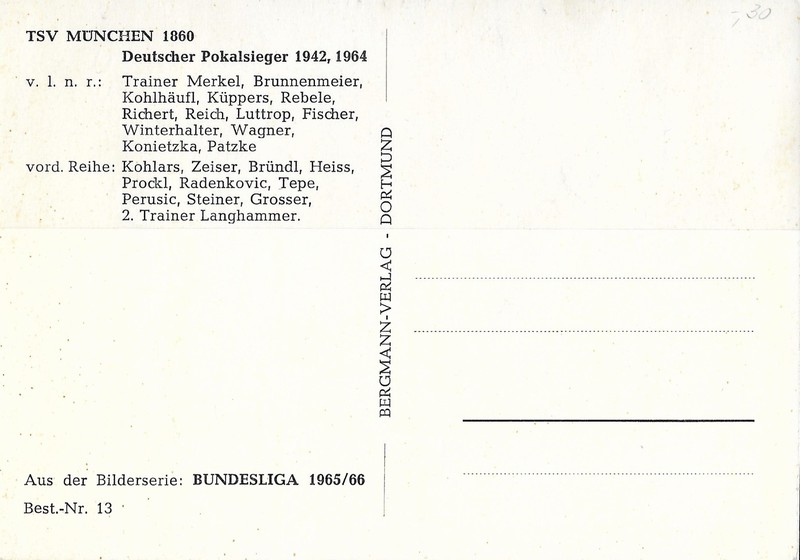 TSV MÜNCHEN 1860
Deutscher Pokalsieger 1942, 1964
v. l. n. r.: Trainer Merkel, Brunnenmeier,
Kohlhäufl, Küppers, Rebele,
Richert, Reich, Luttrop, Fischer,
Winterhalter, Wagner,
Konietzka, Patzke
vord. Reihe: Kohlars, Zeiser, Bründl, Heiss,
Prockl, Radenkovic, Tepe,
Perusic, Steiner, Grosser,
2. Trainer Langhammer.
Aus der Bilderserie: BUNDESLIGA 1965/66
Best.-Nr. 13
BERGMANN-VERLAG - DORTMUND
-,30